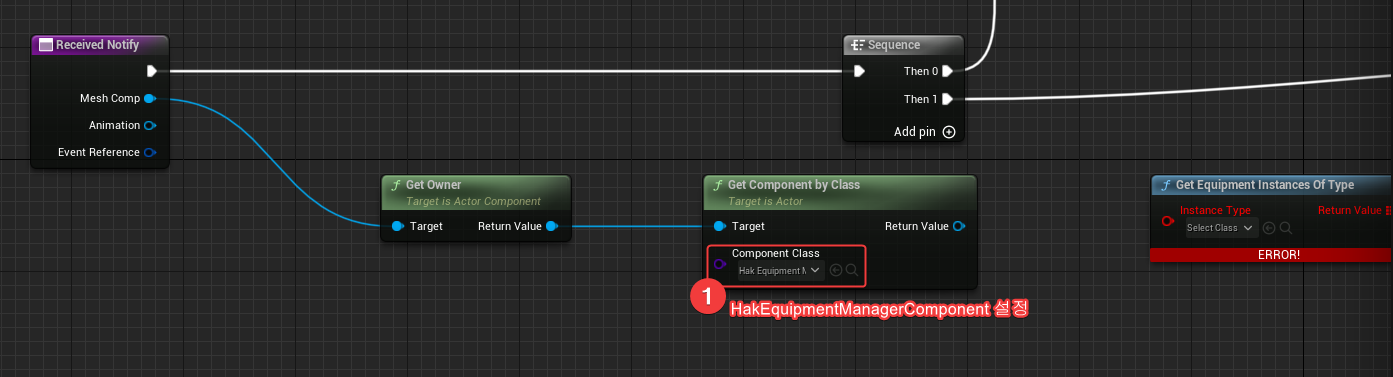 Received Notify
Mesh Comp
Animation
Event Reference
Sequence
Then 0
Then 1
Add pin
f Get Owner
Target is Actor Component
Target
Return Value
f Get Component by Class
Target is Actor
Target
Return Value
Component Class
Hak Equipment M
1
HakEquipmentManagerComponent 설정
f Get Equipment Instances Of Type
Instance Type
Select Class
Return Value
ERROR!